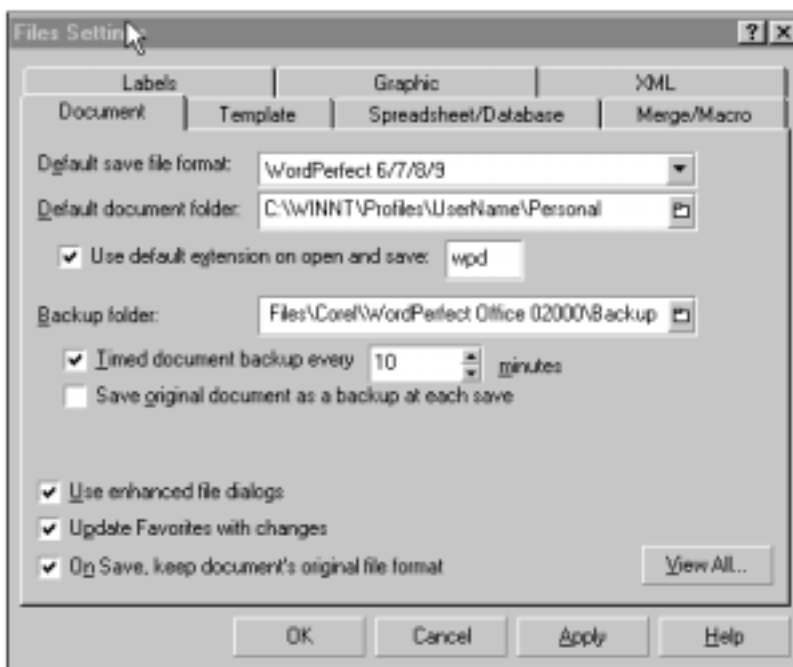 Files Settings
Labels Graphic XML
Document Template Spreadsheet/Database Merge/Macro
Default save file format: WordPerfect 6/7/8/9
Default document folder: C:\WINNT\Profiles\UserName\Personal
Use default extension on open and save: wpd
Backup folder: Files\Corel\WordPerfect Office 02000\Backup
Timed document backup every 10 minutes
Save original document as a backup at each save
Use enhanced file dialogs
Update Favorites with changes
On Save, keep document's original file format
View All...
OK Cancel Apply Help